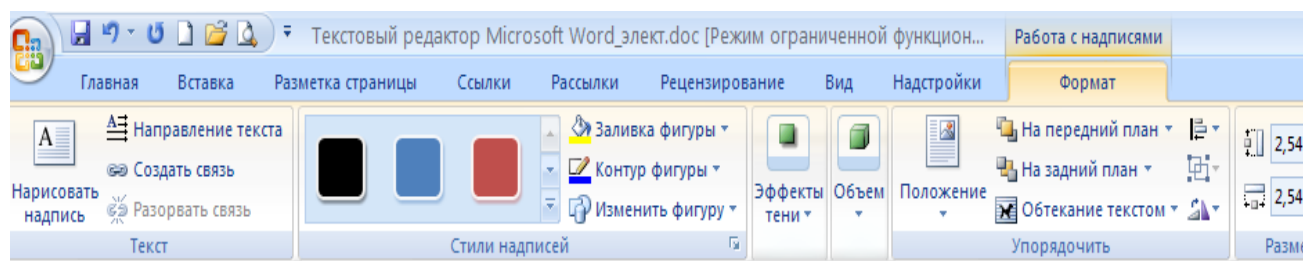 Текстовый редактор Microsoft Word_элект.doc [Режим ограниченной функцион...
Работа с надписями
Главная Вставка Разметка страницы Ссылки Рассылки Рецензирование Вид Надстройки Формат
A
Нарисовать надпись
Направление текста
Создать связь
Разорвать связь
Текст
Заливка фигуры
Контур фигуры
Изменить фигуру
Стили надписей
Эффекты тени
Объем
Положение
На передний план
На задний план
Обтекание текстом
Упорядочить
2,54
2,54
Разме